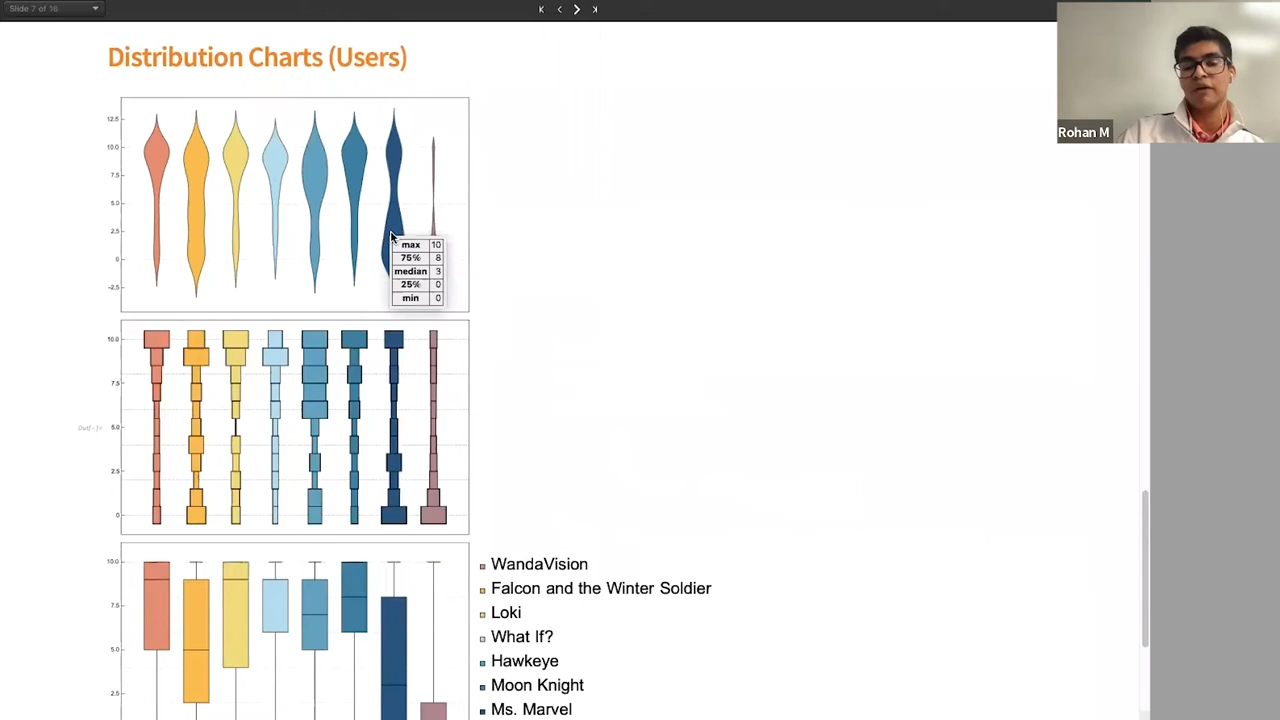 Slide 7 of 16
Rohan M
Distribution Charts (Users)
12.5
10.0
7.5
5.0
2.5
0
-2.5
max 10
75% 8
median 3
25% 0
min 0
10.0
7.5
5.0
2.5
0
10.0
7.5
5.0
2.5
WandaVision
Falcon and the Winter Soldier
Loki
What If?
Hawkeye
Moon Knight
Ms. Marvel